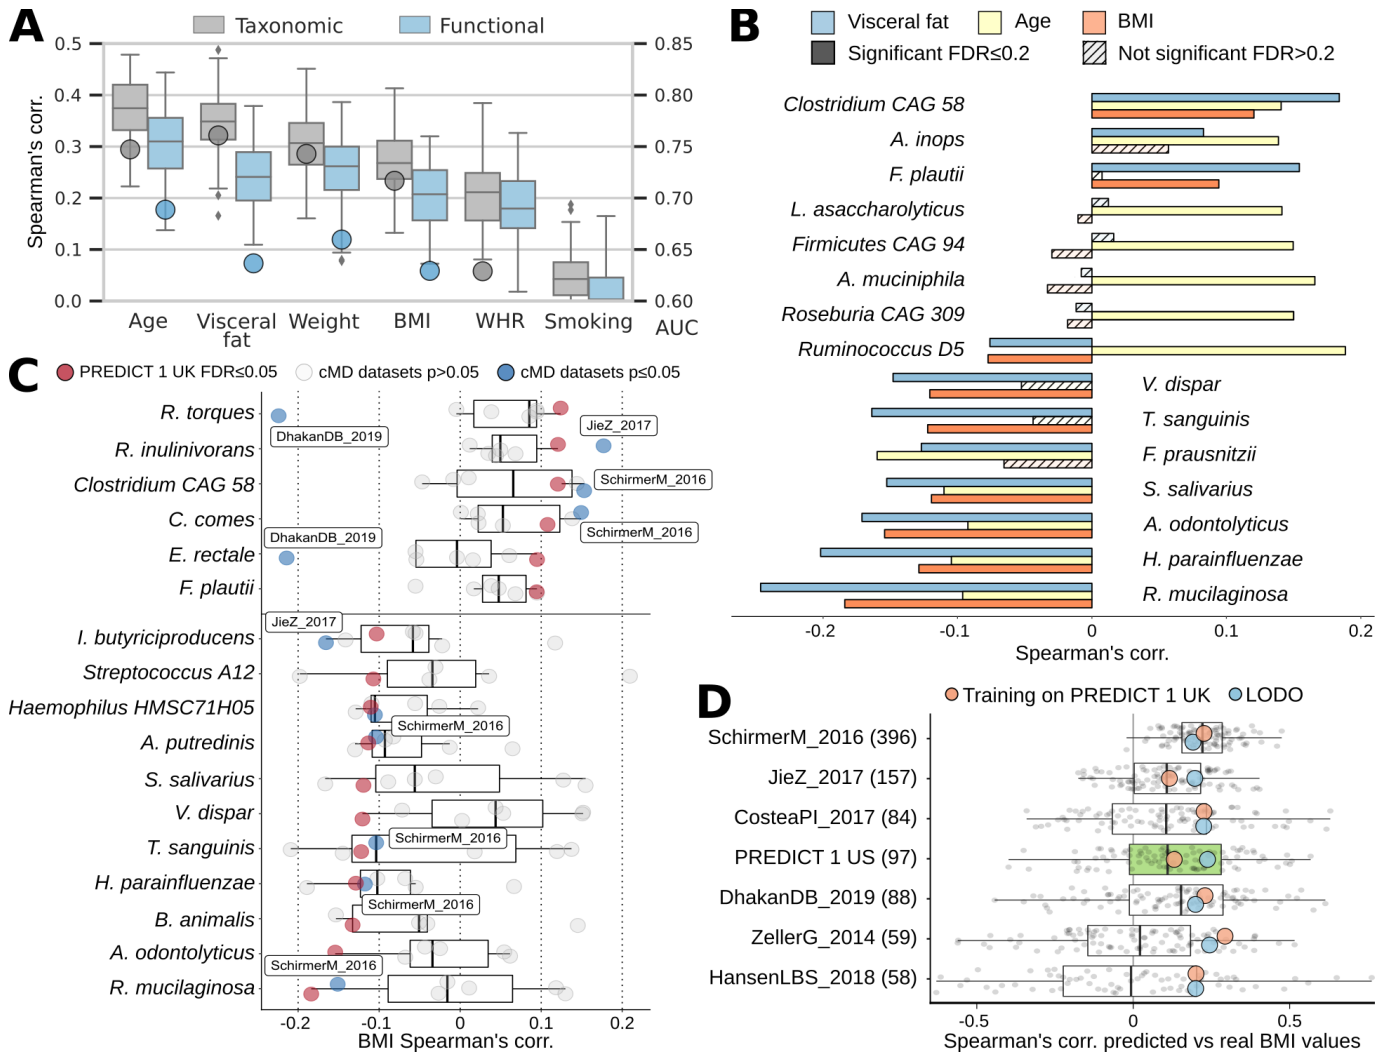 A
Taxonomic
Functional
Spearman's corr.
0.5
0.4
0.3
0.2
0.1
0.0
0.85
0.80
0.75
0.70
0.65
0.60
AUC
Age
Visceral
fat
Weight
BMI
WHR
Smoking
B
Visceral fat
Age
BMI
Significant FDR≤0.2
Not significant FDR>0.2
Clostridium CAG 58
A. inops
F. plautii
L. asaccharolyticus
Firmicutes CAG 94
A. muciniphila
Roseburia CAG 309
Ruminococcus D5
V. dispar
T. sanguinis
F. prausnitzii
S. salivarius
A. odontolyticus
H. parainfluenzae
R. mucilaginosa
-0.2
-0.1
0
0.1
0.2
Spearman's corr.
C
PREDICT 1 UK FDR≤0.05
cMD datasets p>0.05
cMD datasets p≤0.05
R. torques
DhakanDB_2019
JieZ_2017
R. inulinivorans
Clostridium CAG 58
SchirmerM_2016
C. comes
SchirmerM_2016
DhakanDB_2019
E. rectale
F. plautii
JieZ_2017
I. butyriciproducens
Streptococcus A12
Haemophilus HMSC71H05
SchirmerM_2016
A. putredinis
S. salivarius
V. dispar
SchirmerM_2016
T. sanguinis
H. parainfluenzae
SchirmerM_2016
B. animalis
A. odontolyticus
SchirmerM_2016
R. mucilaginosa
-0.2
-0.1
0
0.1
0.2
BMI Spearman's corr.
D
Training on PREDICT 1 UK
LODO
SchirmerM_2016 (396)
JieZ_2017 (157)
CosteaPI_2017 (84)
PREDICT 1 US (97)
DhakanDB_2019 (88)
ZellerG_2014 (59)
HansenLBS_2018 (58)
-0.5
0
0.5
Spearman's corr. predicted vs real BMI values